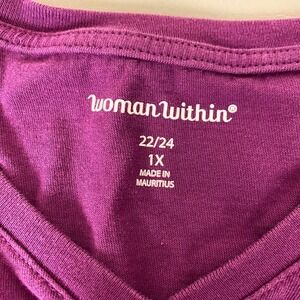 woman within®
22/24
1X
MADE IN
MAURITIUS